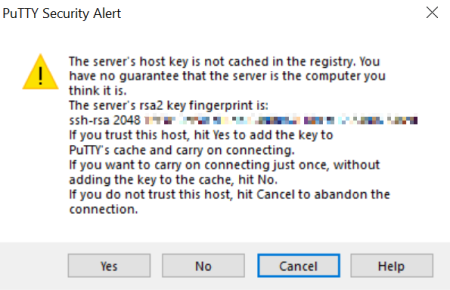 PuTTY Security Alert
The server's host key is not cached in the registry. You
have no guarantee that the server is the computer you
think it is.
The server's rsa2 key fingerprint is:
ssh-rsa 2048
If you trust this host, hit Yes to add the key to
PuTTY's cache and carry on connecting.
If you want to carry on connecting just once, without
adding the key to the cache, hit No.
If you do not trust this host, hit Cancel to abandon the
connection.
Yes No Cancel Help